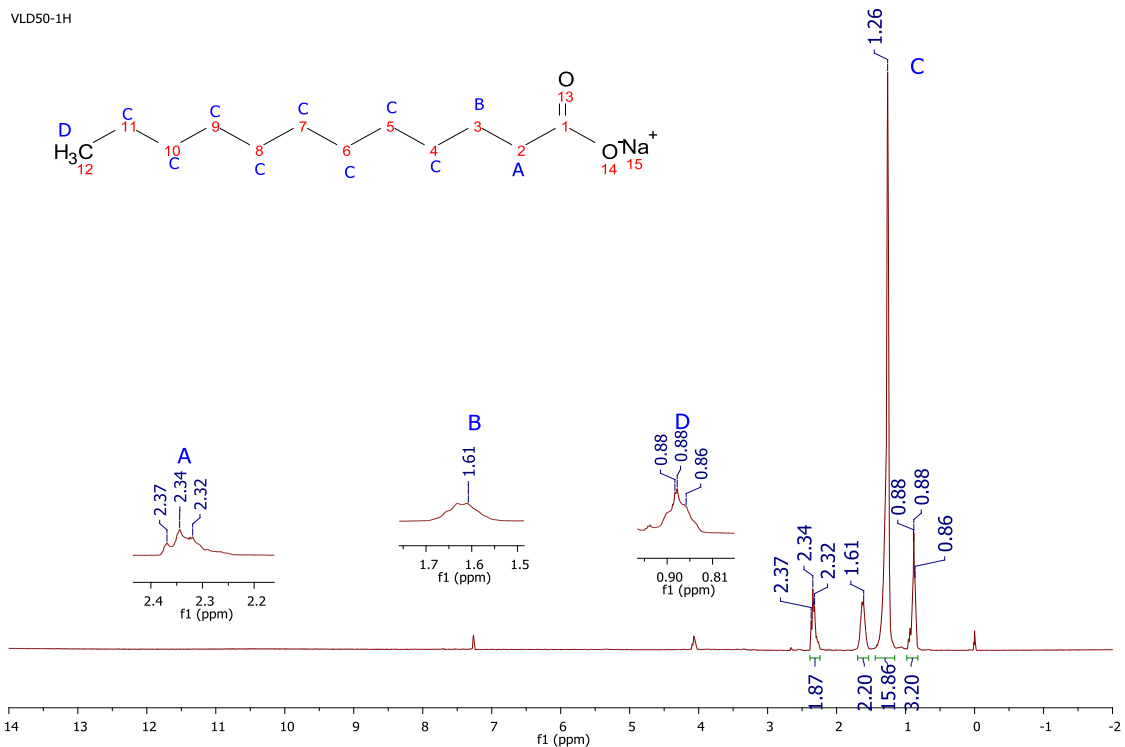 VLD50-1H
1.26
C
O
13
D
C
C
C
C
B
11
9
7
5
3
1
H3C
12
10
8
6
4
2
O-Na+
14
15
C
C
C
C
A
A
2.37
2.34
2.32
2.4
2.3
2.2
f1 (ppm)
B
1.61
1.7
1.6
1.5
f1 (ppm)
D
0.88
0.88
0.86
0.90
0.81
f1 (ppm)
2.37
2.34
2.32
1.61
0.88
0.88
0.86
1.87
2.20
15.86
3.20
14 13 12 11 10 9 8 7 6 5 4 3 2 1 0 -1 -2
f1 (ppm)